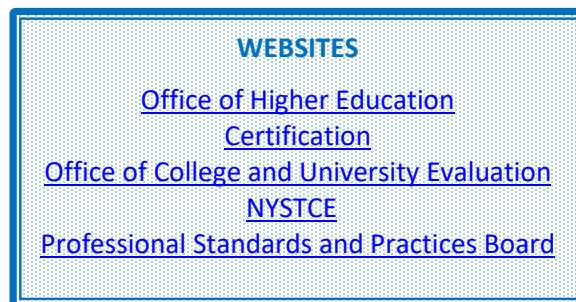 WEBSITES
Office of Higher Education
Certification
Office of College and University Evaluation
NYSTCE
Professional Standards and Practices Board